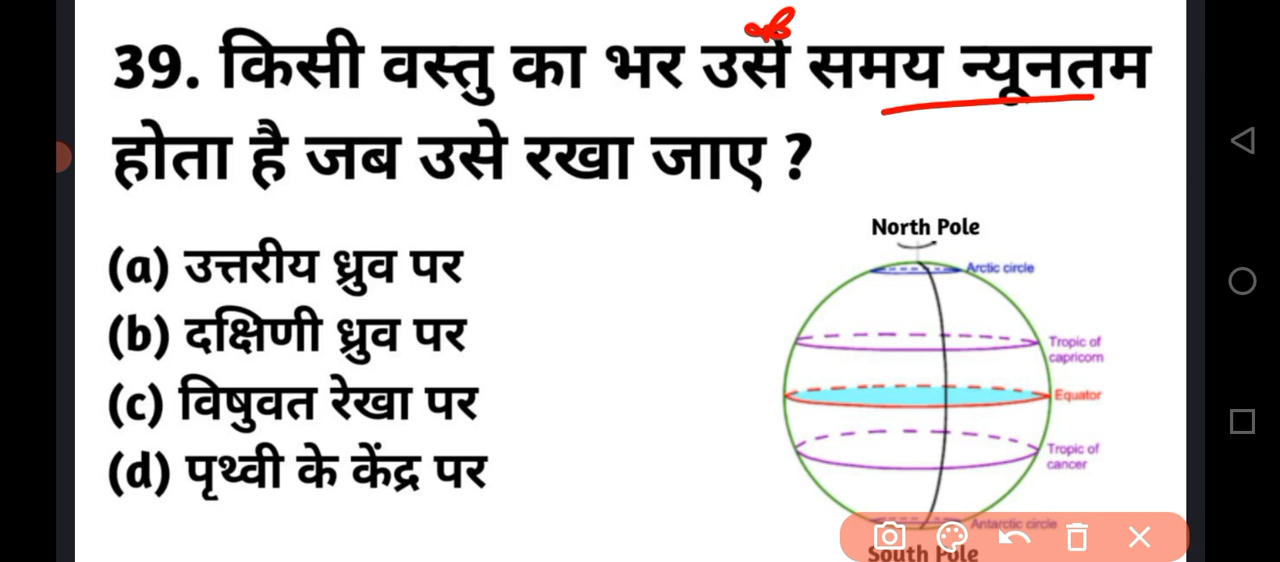 39. किसी वस्तु का भर उसे समय न्यूनतम
होता है जब उसे रखा जाए ?
(a) उत्तरीय ध्रुव पर
(b) दक्षिणी ध्रुव पर
(c) विषुवत रेखा पर
(d) पृथ्वी के केंद्र पर
North Pole
Arctic circle
Tropic of
capricorn
Equator
Tropic of
cancer
Antarctic circle
South Pole